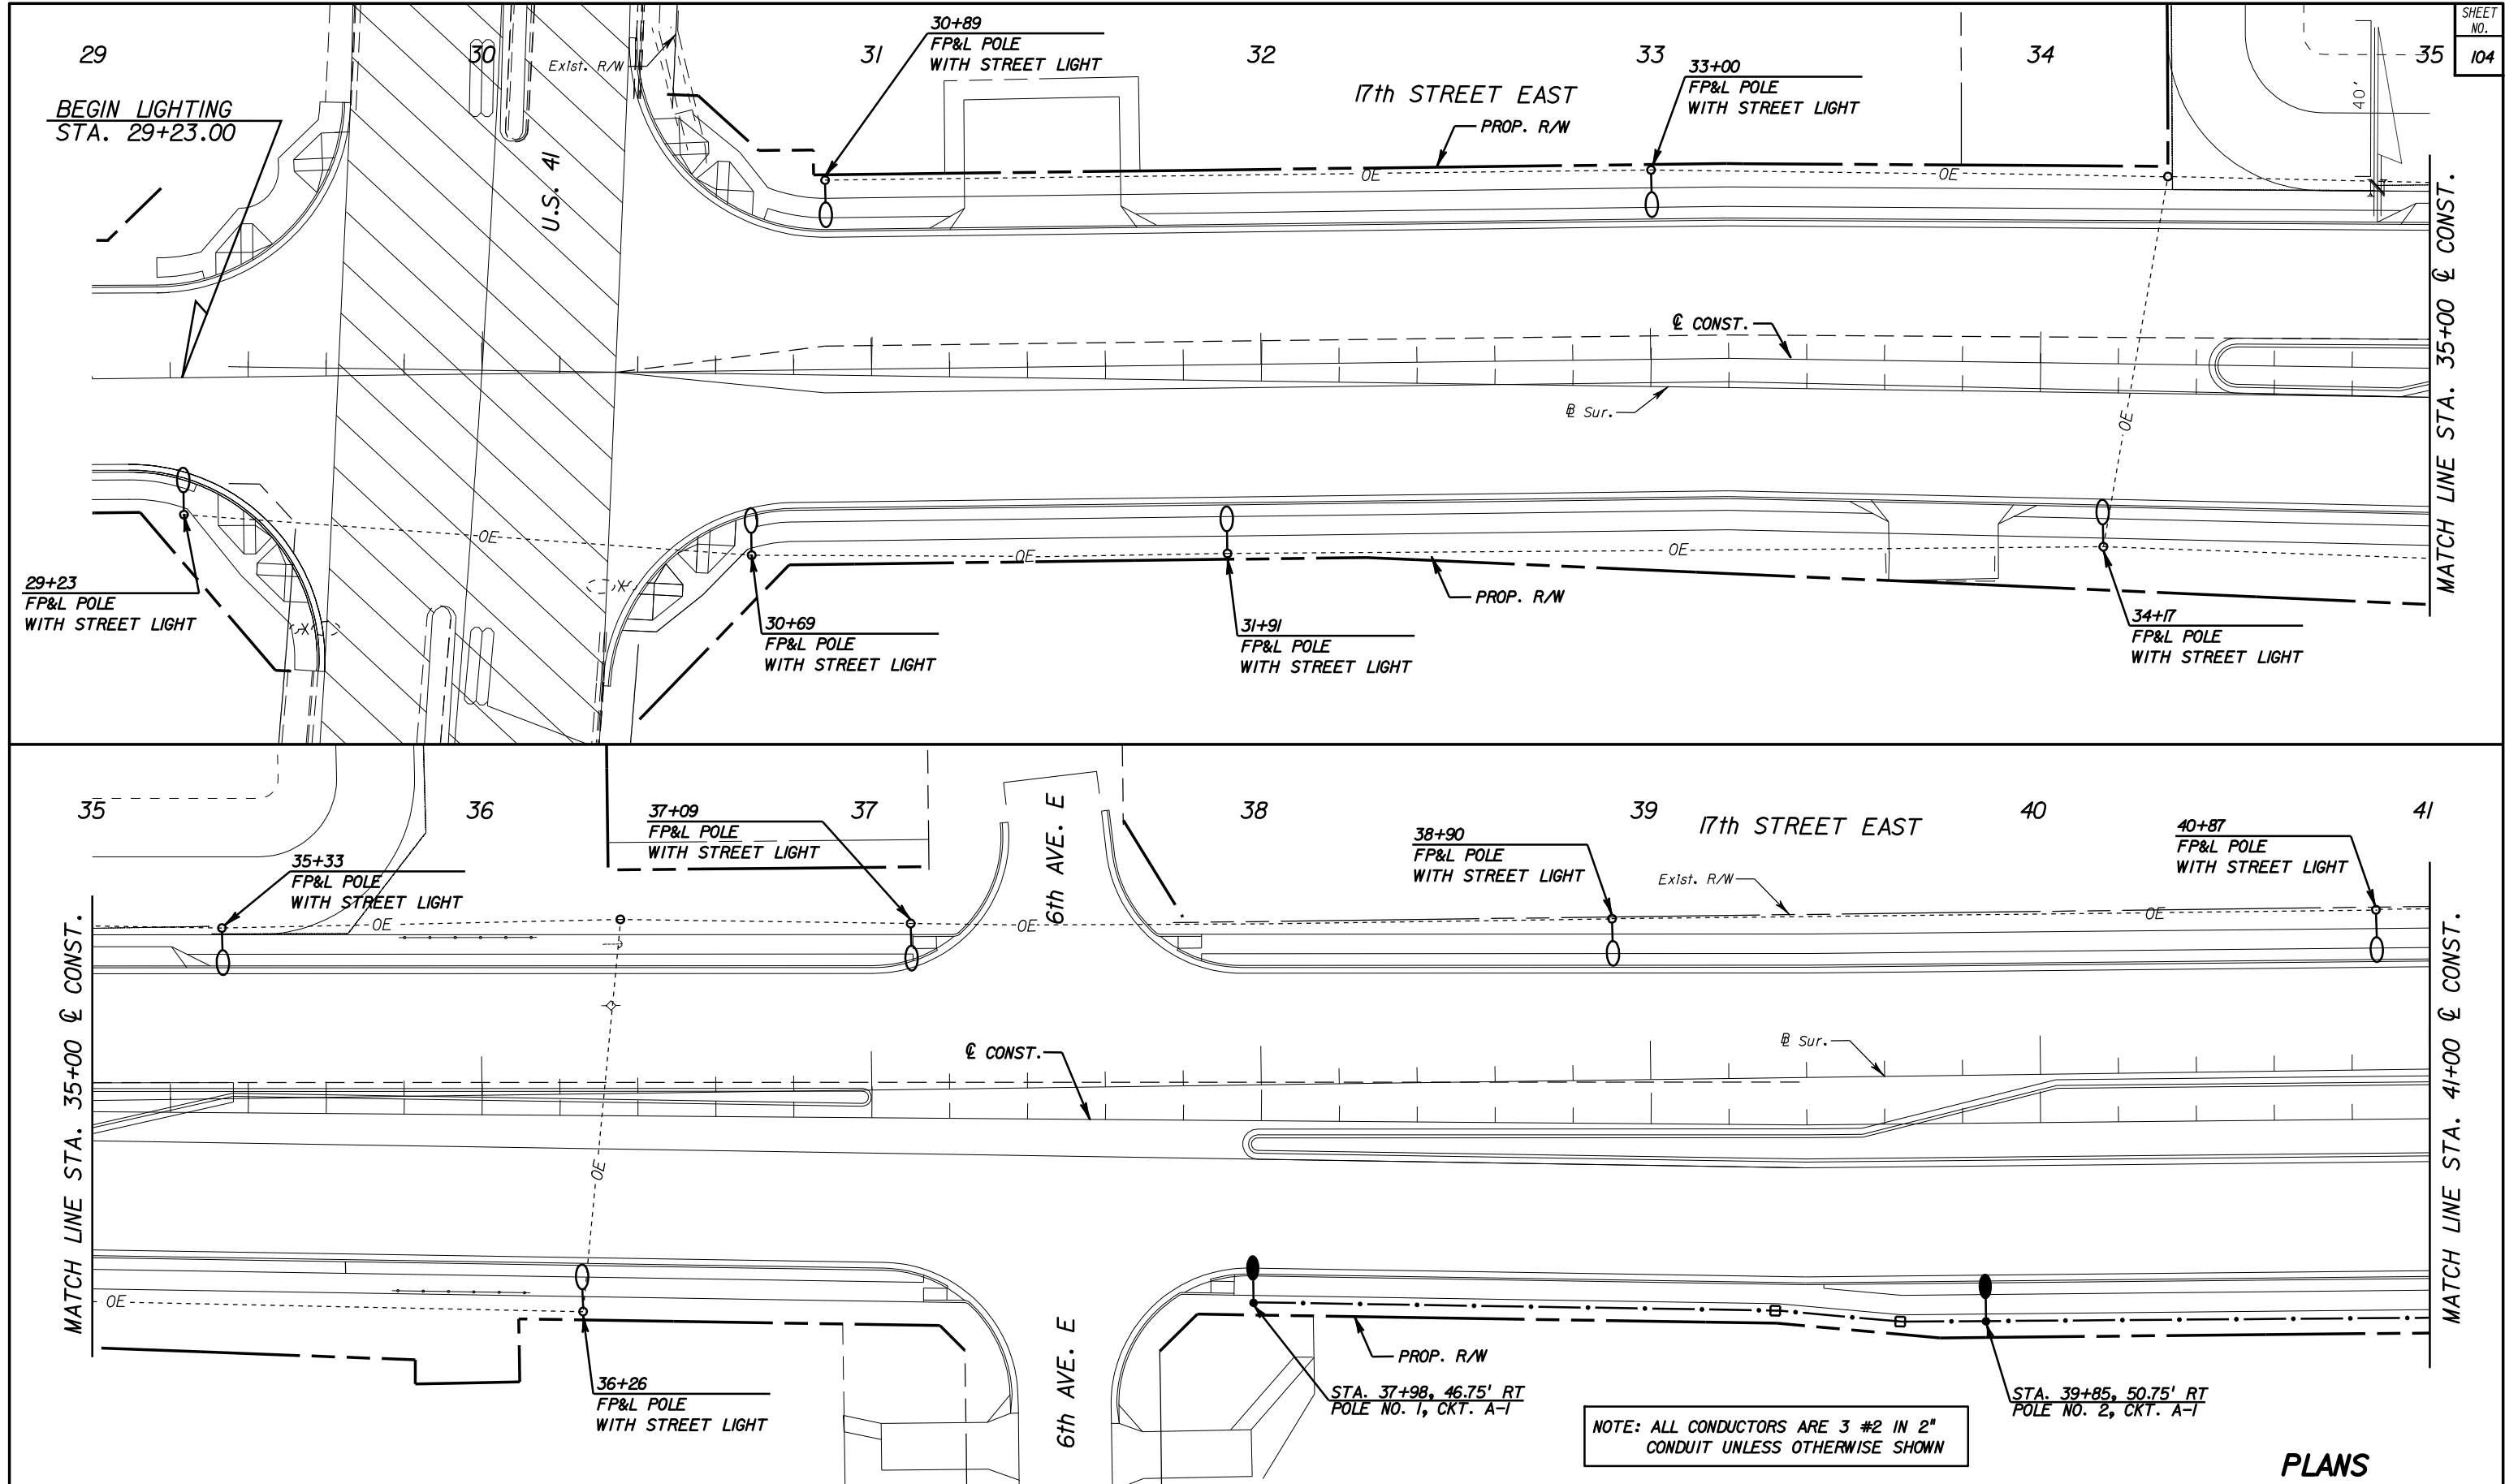 SHEET
NO.
104
29
30
31
32
33
34
35
BEGIN LIGHTING
STA. 29+23.00
Exist. R/W
U.S. 41
30+89
FP&L POLE
WITH STREET LIGHT
17th STREET EAST
PROP. R/W
33+00
FP&L POLE
WITH STREET LIGHT
40'
OE
OE
℄ CONST.
Sur.
OE
MATCH LINE STA. 35+00 ℄ CONST.
OE
OE
OE
29+23
FP&L POLE
WITH STREET LIGHT
30+69
FP&L POLE
WITH STREET LIGHT
31+91
FP&L POLE
WITH STREET LIGHT
PROP. R/W
34+17
FP&L POLE
WITH STREET LIGHT
35
36
37
38
39
40
41
37+09
FP&L POLE
WITH STREET LIGHT
6th AVE. E
17th STREET EAST
38+90
FP&L POLE
WITH STREET LIGHT
40+87
FP&L POLE
WITH STREET LIGHT
35+33
FP&L POLE
WITH STREET LIGHT
Exist. R/W
OE
OE
OE
MATCH LINE STA. 35+00 ℄ CONST.
℄ CONST.
Sur.
MATCH LINE STA. 41+00 ℄ CONST.
OE
OE
36+26
FP&L POLE
WITH STREET LIGHT
6th AVE. E
PROP. R/W
STA. 37+98, 46.75' RT
POLE NO. 1, CKT. A-1
STA. 39+85, 50.75' RT
POLE NO. 2, CKT. A-1
NOTE: ALL CONDUCTORS ARE 3 #2 IN 2"
CONDUIT UNLESS OTHERWISE SHOWN
PLANS